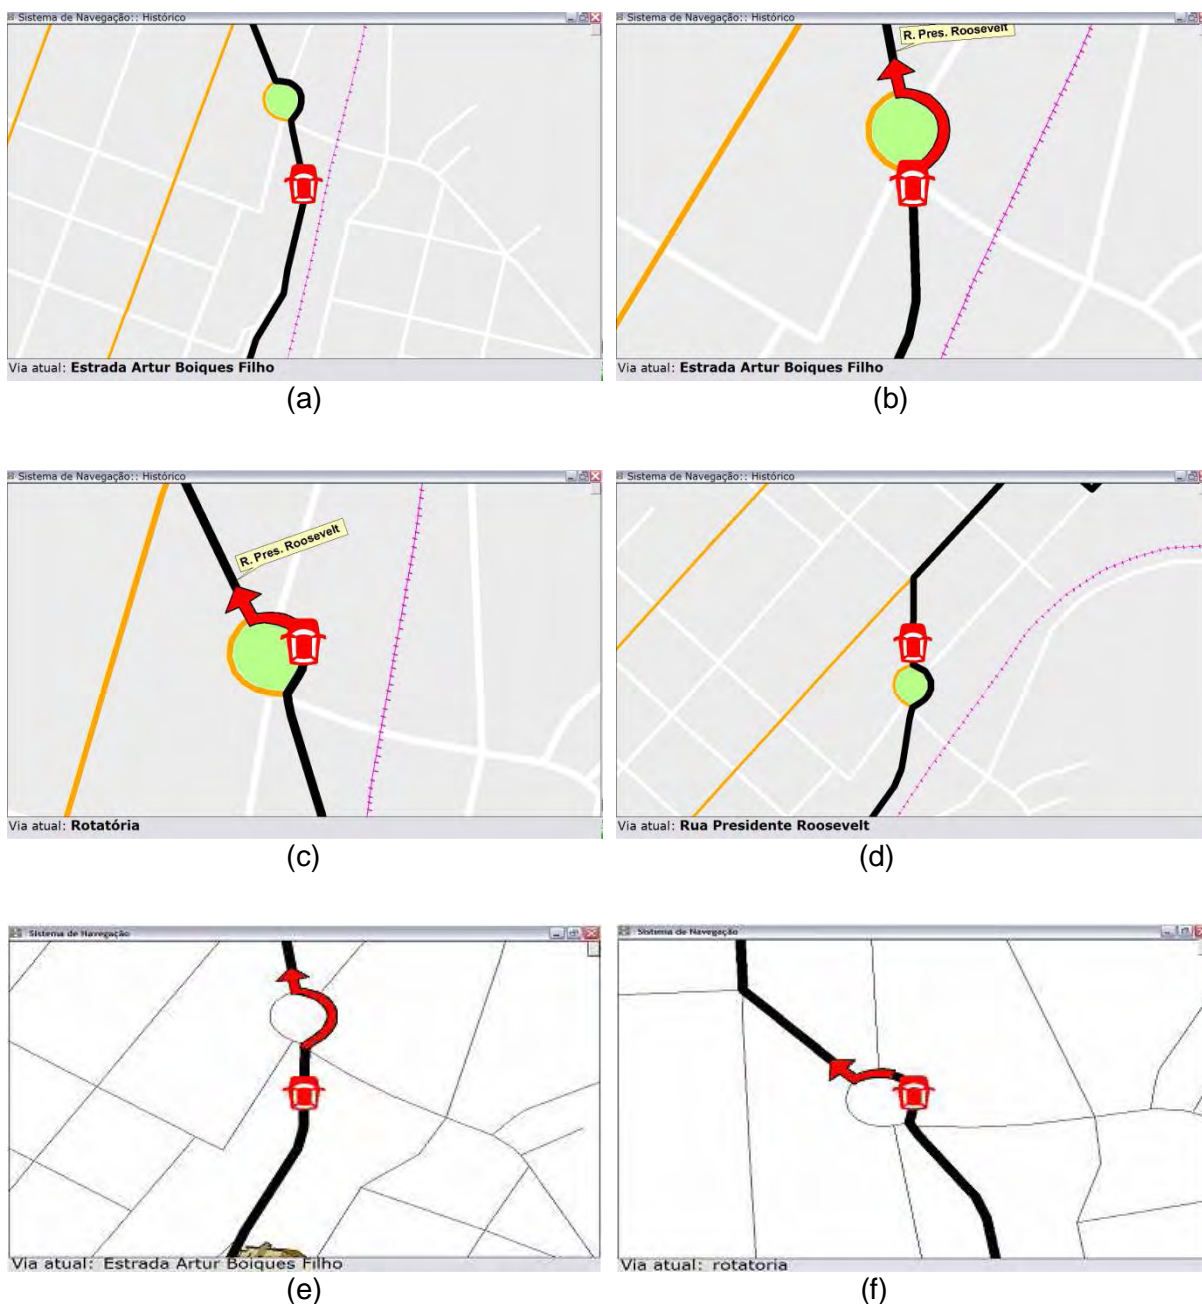 Sistema de Navegação:: Histórico
Sistema de Navegação:: Histórico
R. Pres. Roosevelt
Via atual: Estrada Artur Boiques Filho
Via atual: Estrada Artur Boiques Filho
(a)
(b)
Sistema de Navegação:: Histórico
Sistema de Navegação:: Histórico
R. Pres. Roosevelt
Via atual: Rotatória
Via atual: Rua Presidente Roosevelt
(c)
(d)
Sistema de Navegação
Sistema de Navegação
Via atual: Estrada Artur Boiques Filho
Via atual: rotatoria
(e)
(f)